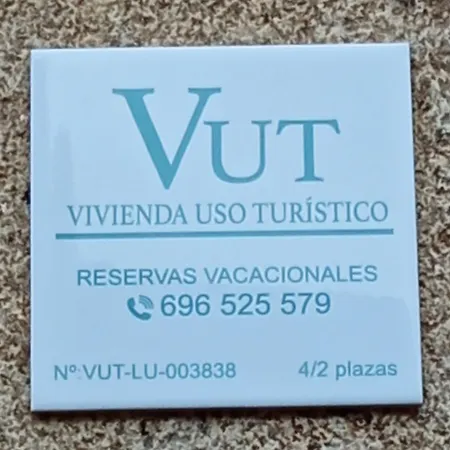 VUT
VIVIENDA USO TURÍSTICO
RESERVAS VACACIONALES
696 525 579
Nº:VUT-LU-003838 4/2 plazas